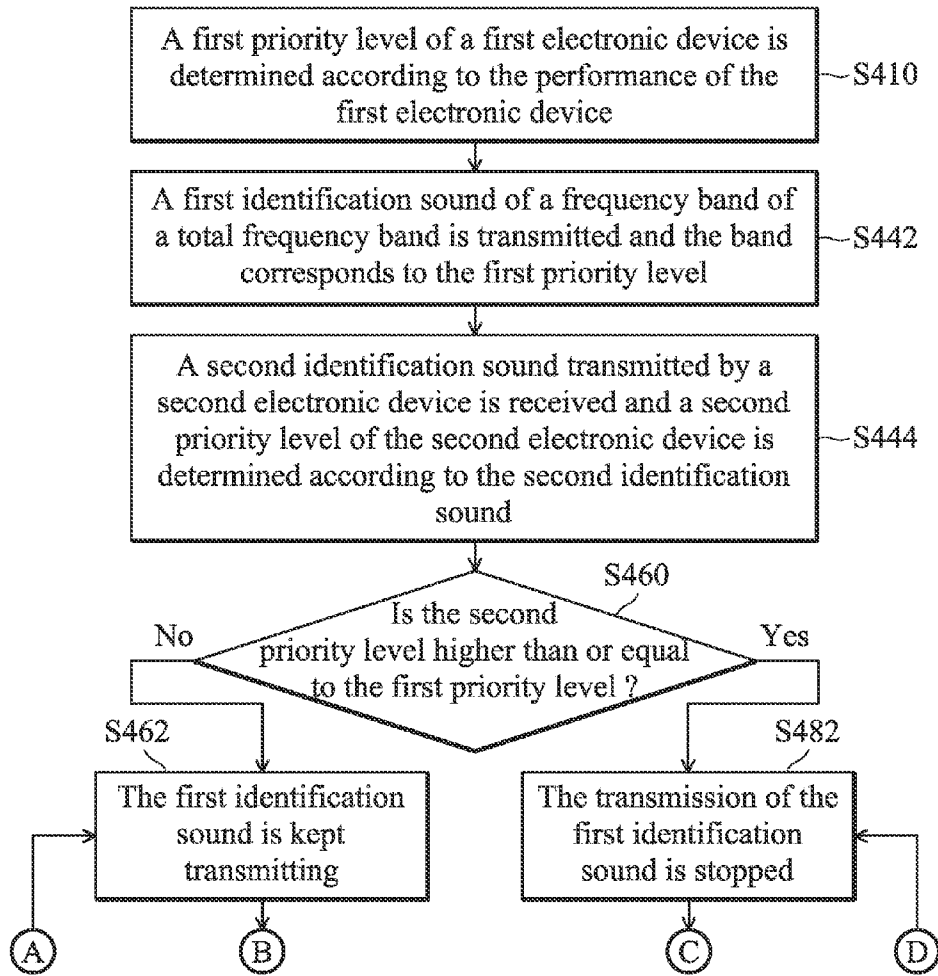 A first priority level of a first electronic device is
determined according to the performance of the
first electronic device
S410
A first identification sound of a frequency band of
a total frequency band is transmitted and the band
corresponds to the first priority level
S442
A second identification sound transmitted by a
second electronic device is received and a second
priority level of the second electronic device is
determined according to the second identification
sound
S444
S460
Is the second
priority level higher than or equal
to the first priority level ?
No
Yes
S462
The first identification
sound is kept
transmitting
S482
The transmission of the
first identification
sound is stopped
A
B
C
D